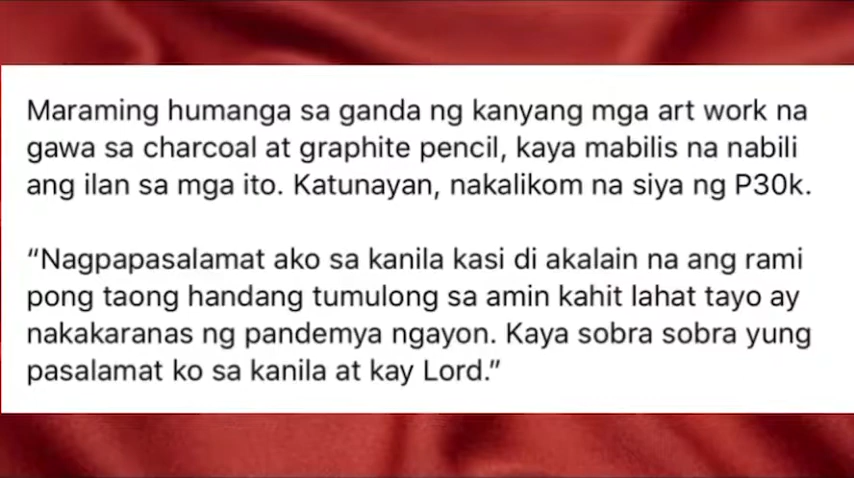 Maraming humanga sa ganda ng kanyang mga art work na
gawa sa charcoal at graphite pencil, kaya mabilis na nabili
ang ilan sa mga ito. Katunayan, nakalikom na siya ng P30k.
“Nagpapasalamat ako sa kanila kasi di akalain na ang rami
pong taong handang tumulong sa amin kahit lahat tayo ay
nakakaranas ng pandemya ngayon. Kaya sobra sobra yung
pasalamat ko sa kanila at kay Lord.”